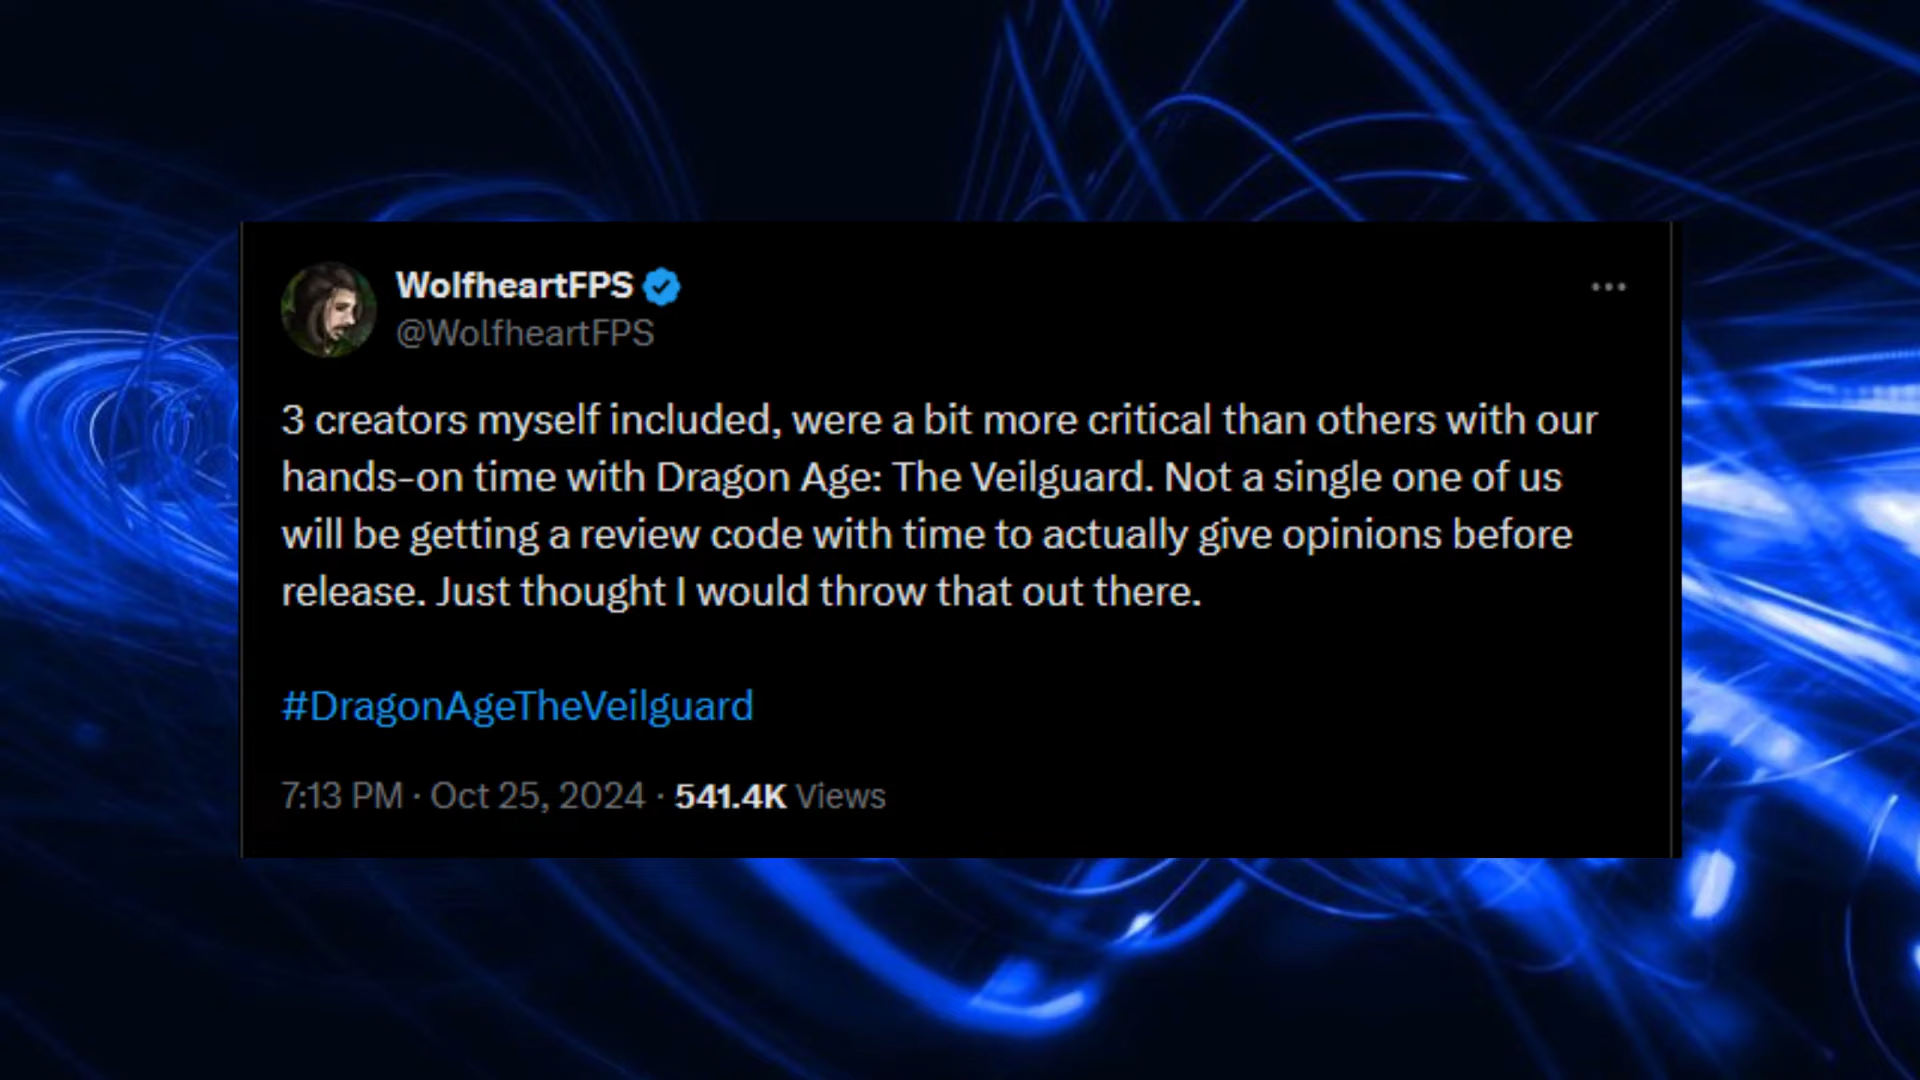 WolfheartFPS
@WolfheartFPS
3 creators myself included, were a bit more critical than others with our
hands-on time with Dragon Age: The Veilguard. Not a single one of us
will be getting a review code with time to actually give opinions before
release. Just thought I would throw that out there.
#DragonAgeTheVeilguard
7:13 PM · Oct 25, 2024 · 541.4K Views